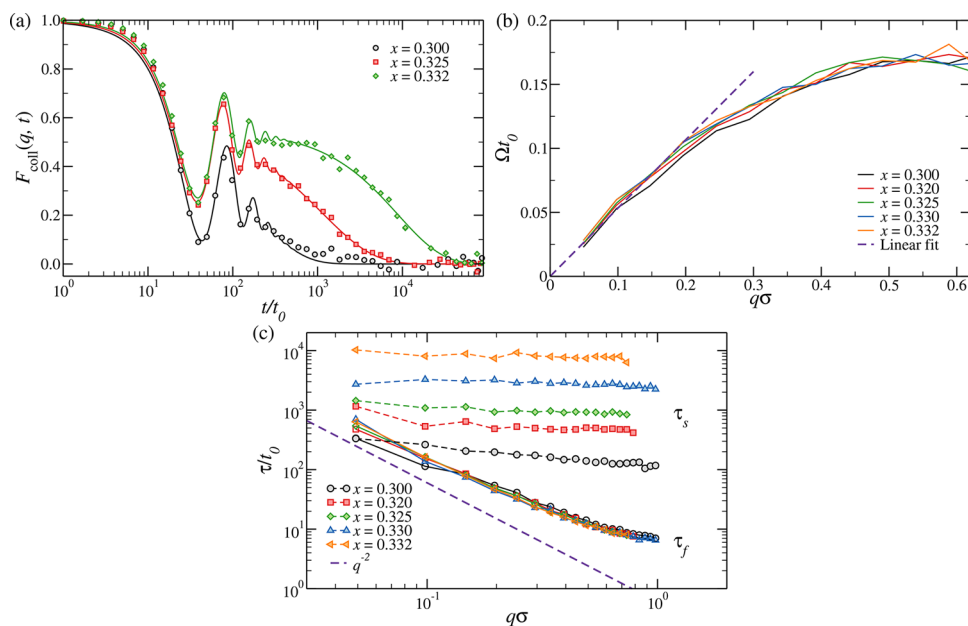 (a)
1.0
0.8
0.6
0.4
0.2
0.0
F_coll(q, t)
x = 0.300
x = 0.325
x = 0.332
10^0
10^1
10^2
10^3
10^4
t/t_0
(b)
0.2
0.15
0.1
0.05
0
Ωt_0
x = 0.300
x = 0.320
x = 0.325
x = 0.330
x = 0.332
Linear fit
0
0.1
0.2
0.3
0.4
0.5
0.6
qσ
(c)
10^4
10^3
10^2
10^1
10^0
τ/t_0
τ_s
τ_f
x = 0.300
x = 0.320
x = 0.325
x = 0.330
x = 0.332
q^-2
10^-1
10^0
qσ